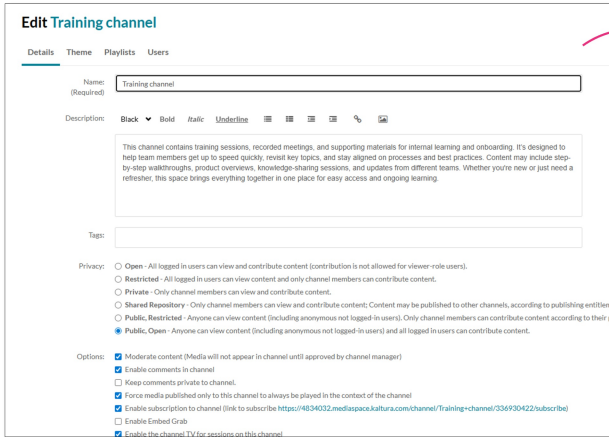 Edit Training channel
Details Theme Playlists Users
Name: Training channel
(Required)
Description: Black Bold Italic Underline
This channel contains training sessions, recorded meetings, and supporting materials for internal learning and onboarding. It's designed to
help team members get up to speed quickly, revisit key topics, and stay aligned on processes and best practices. Content may include step-
by-step walkthroughs, product overviews, knowledge-sharing sessions, and updates from different teams. Whether you're new or just need a
refresher, this space brings everything together in one place for easy access and ongoing learning.
Tags:
Privacy: Open - All logged in users can view and contribute content (contribution is not allowed for viewer-role users).
Restricted - All logged in users can view content and only channel members can contribute content.
Private - Only channel members can view and contribute content.
Shared Repository - Only channel members can view and contribute content; Content may be published to other channels, according to publishing
Public, Restricted - Anyone can view content (including anonymous not logged-in users). Only channel members can contribute content according to their
Public, Open - Anyone can view content (including anonymous not logged-in users) and all logged in users can contribute content.
Options: Moderate content (Media will not appear in channel until approved by channel manager)
Enable comments in channel
Keep comments private to channel.
Force media published only to this channel to always be played in the context of the channel
Enable subscription to channel (link to subscribe https://4834032.mediaspace.kaltura.com/channel/Training+channel/336930422/subscribe)
Enable Embed Grab
Enable the channel TV for sessions on this channel